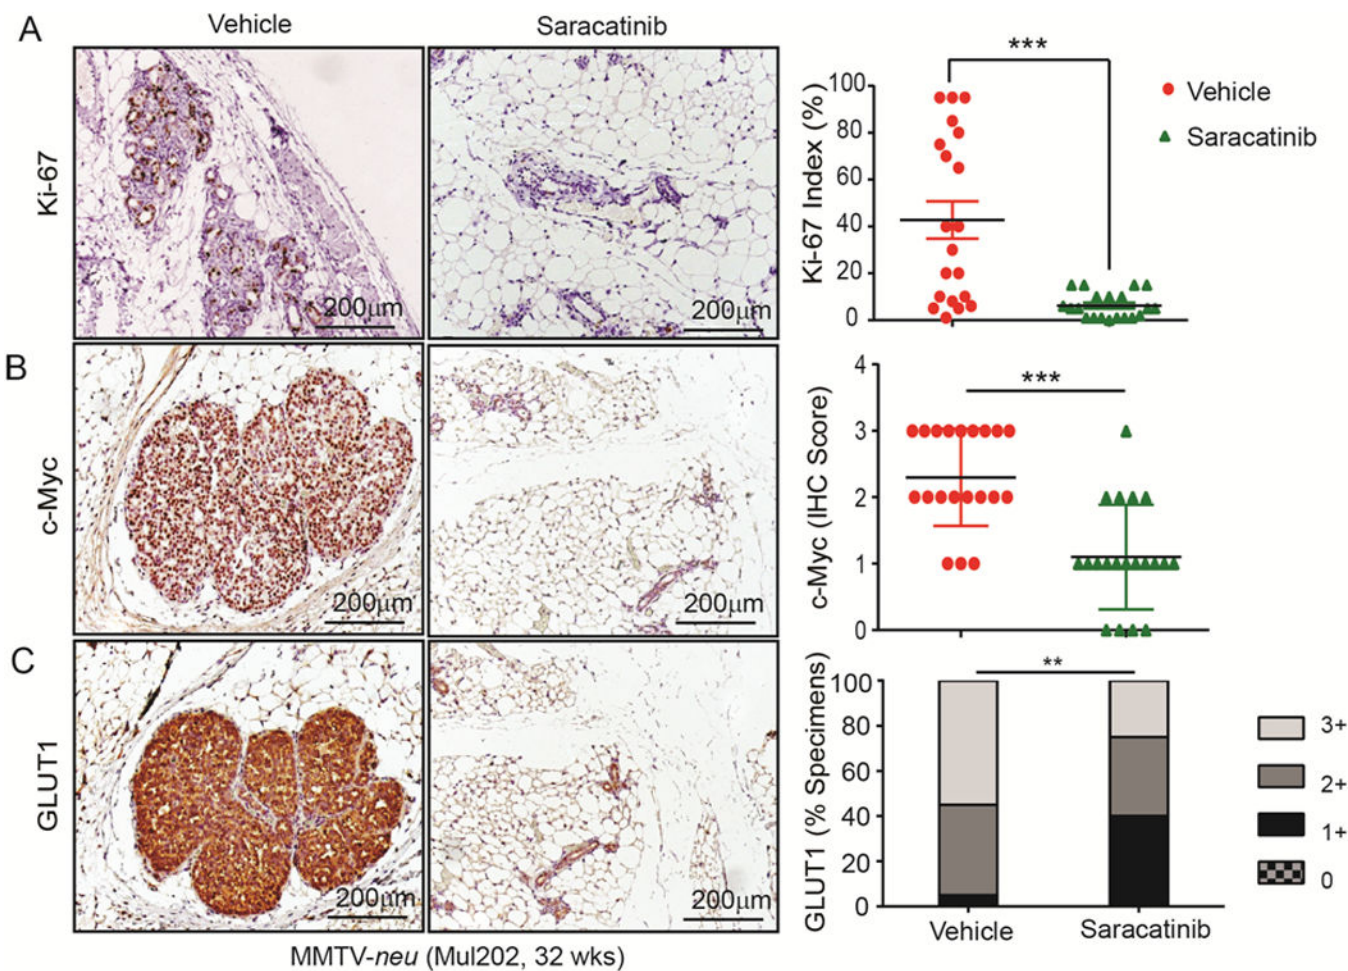 A
Vehicle
Saracatinib
Ki-67
200µm
200µm
***
Ki-67 Index (%)
100
80
60
40
20
0
Vehicle
Saracatinib
B
c-Myc
200µm
200µm
***
c-Myc (IHC Score)
4
3
2
1
0
C
GLUT1
200µm
200µm
**
GLUT1 (% Specimens)
100
80
60
40
20
0
Vehicle
Saracatinib
3+
2+
1+
0
MMTV-neu (Mul202, 32 wks)